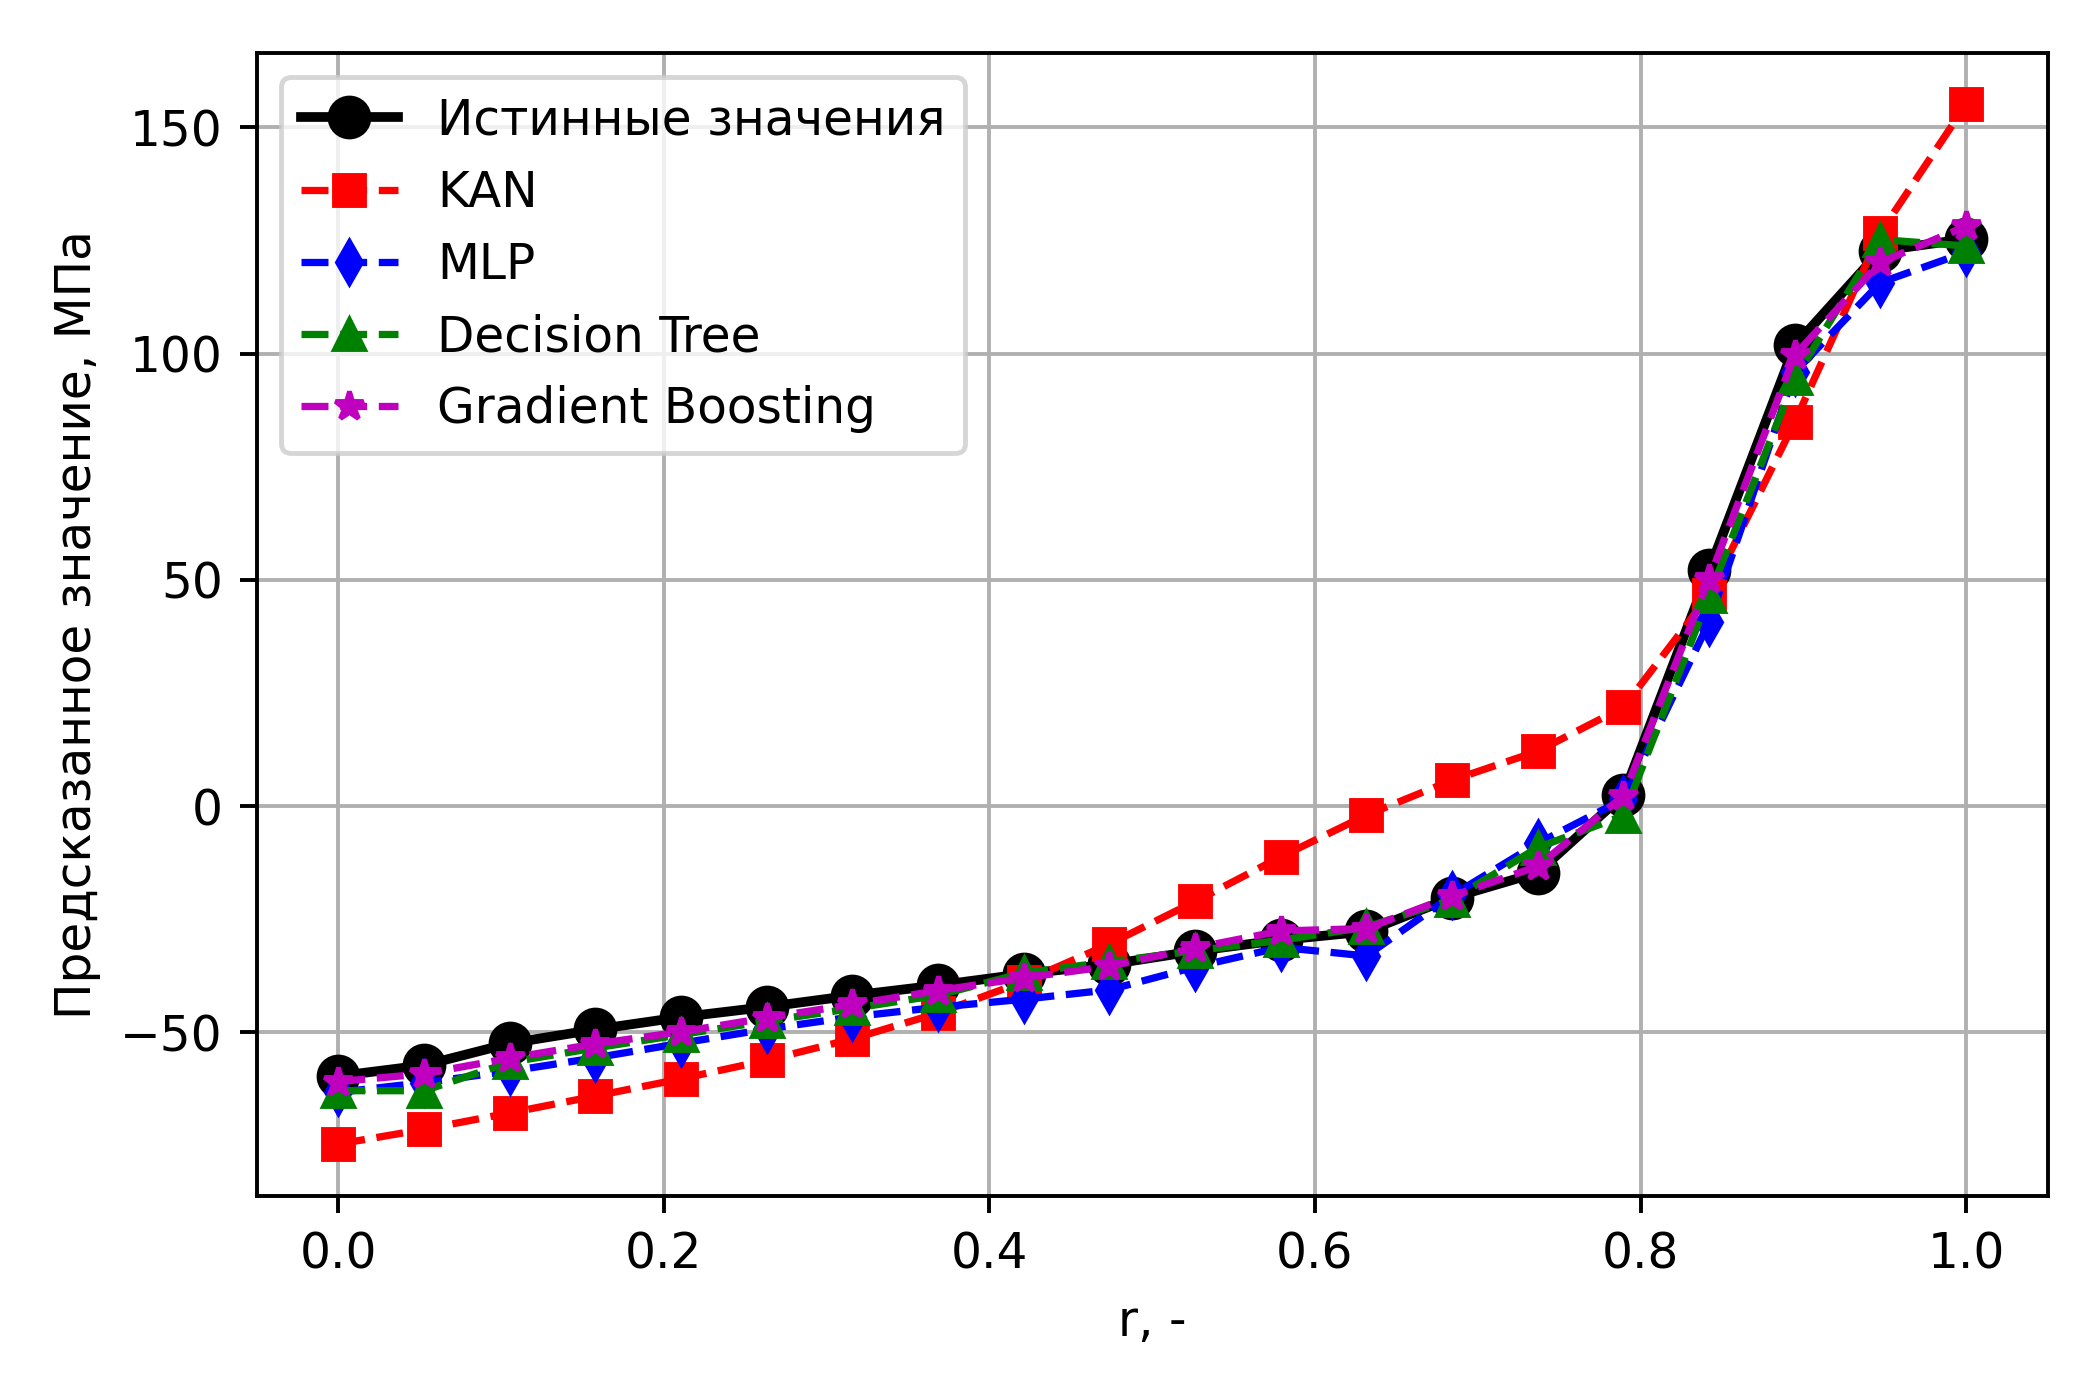 Истинные значения
KAN
MLP
Decision Tree
Gradient Boosting
150
100
50
0
−50
Предсказанное значение, МПа
0.0 0.2 0.4 0.6 0.8 1.0
r, -